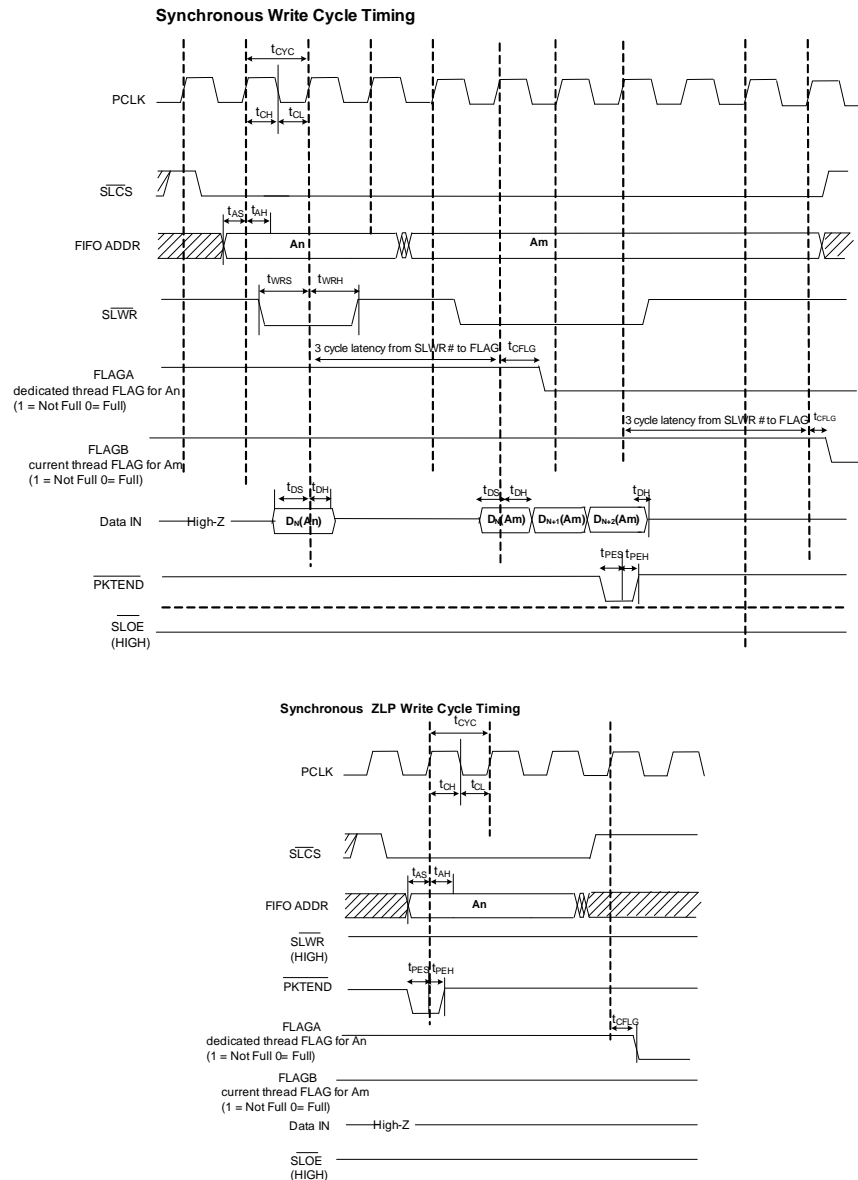 Synchronous Write Cycle Timing
tCYC
PCLK
tCH tCL
SLCS
tAS tAH
FIFO ADDR An Am
tWRS tWRH
SLWR
3 cycle latency from SLWR # to FLAG tCFLG
FLAGA
dedicated thread FLAG for An
(1 = Not Full 0= Full)
3 cycle latency from SLWR # to FLAG tCFLG
FLAGB
current thread FLAG for Am
(1 = Not Full 0= Full)
tDS tDH tDS tDH tDH
Data IN High-Z DN(An) DN(Am) DN+1(Am) DN+2(Am)
tPES tPEH
PKTEND
SLOE
(HIGH)
Synchronous ZLP Write Cycle Timing
tCYC
PCLK
tCH tCL
SLCS
tAS tAH
FIFO ADDR An
SLWR
(HIGH)
tPES tPEH
PKTEND
FLAGA
dedicated thread FLAG for An
(1 = Not Full 0= Full)
tCFLG
FLAGB
current thread FLAG for Am
(1 = Not Full 0= Full)
Data IN High-Z
SLOE
(HIGH)